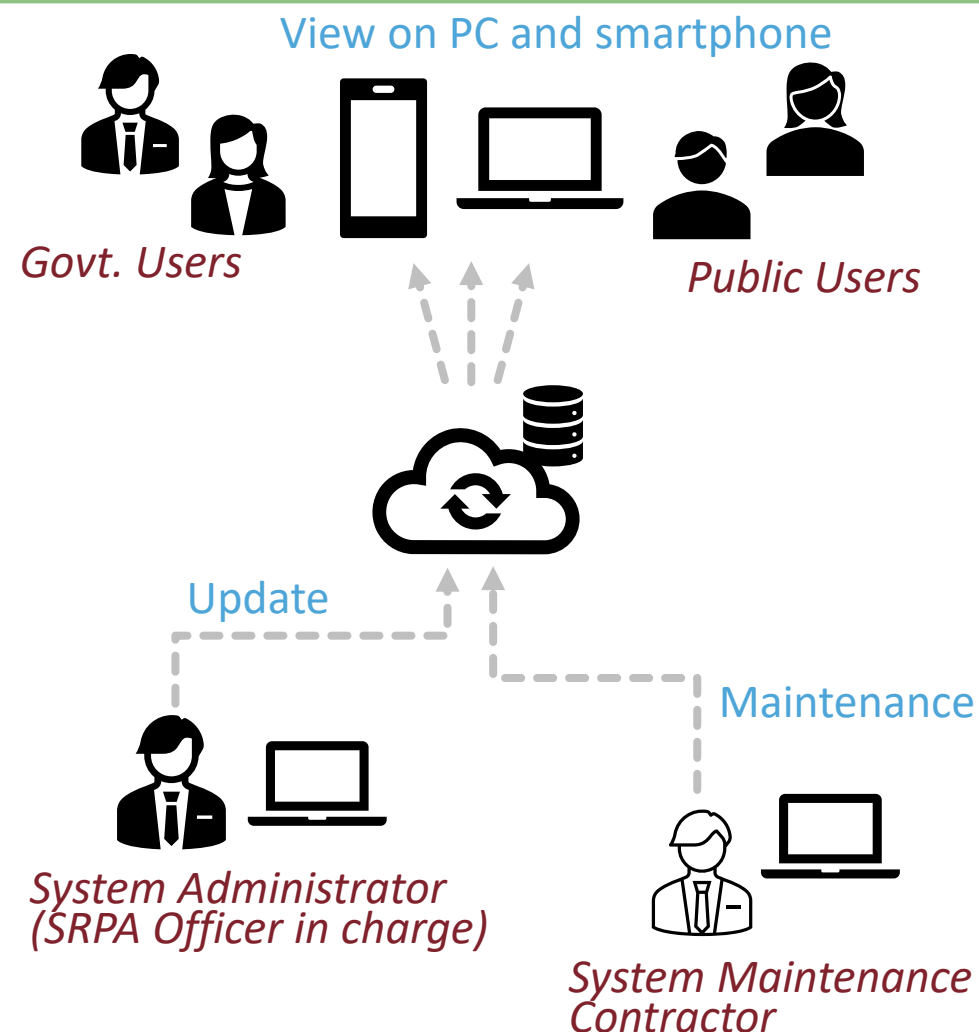 View on PC and smartphone
Govt. Users
Public Users
Update
Maintenance
System Administrator
(SRPA Officer in charge)
System Maintenance
Contractor